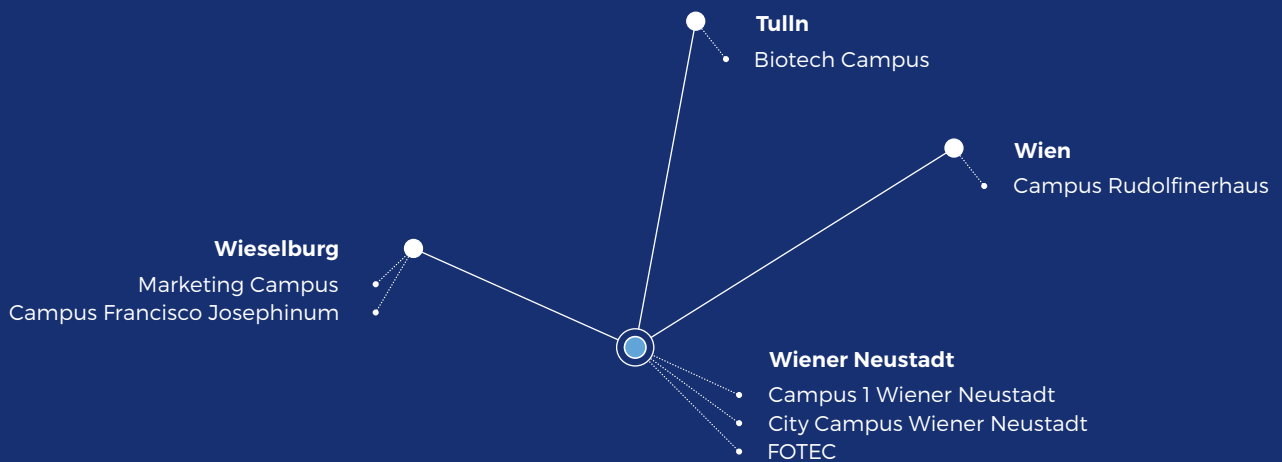 Tulln
Biotech Campus
Wien
Campus Rudolfinerhaus
Wieselburg
Marketing Campus
Campus Francisco Josephinum
Wiener Neustadt
Campus 1 Wiener Neustadt
City Campus Wiener Neustadt
FOTEC